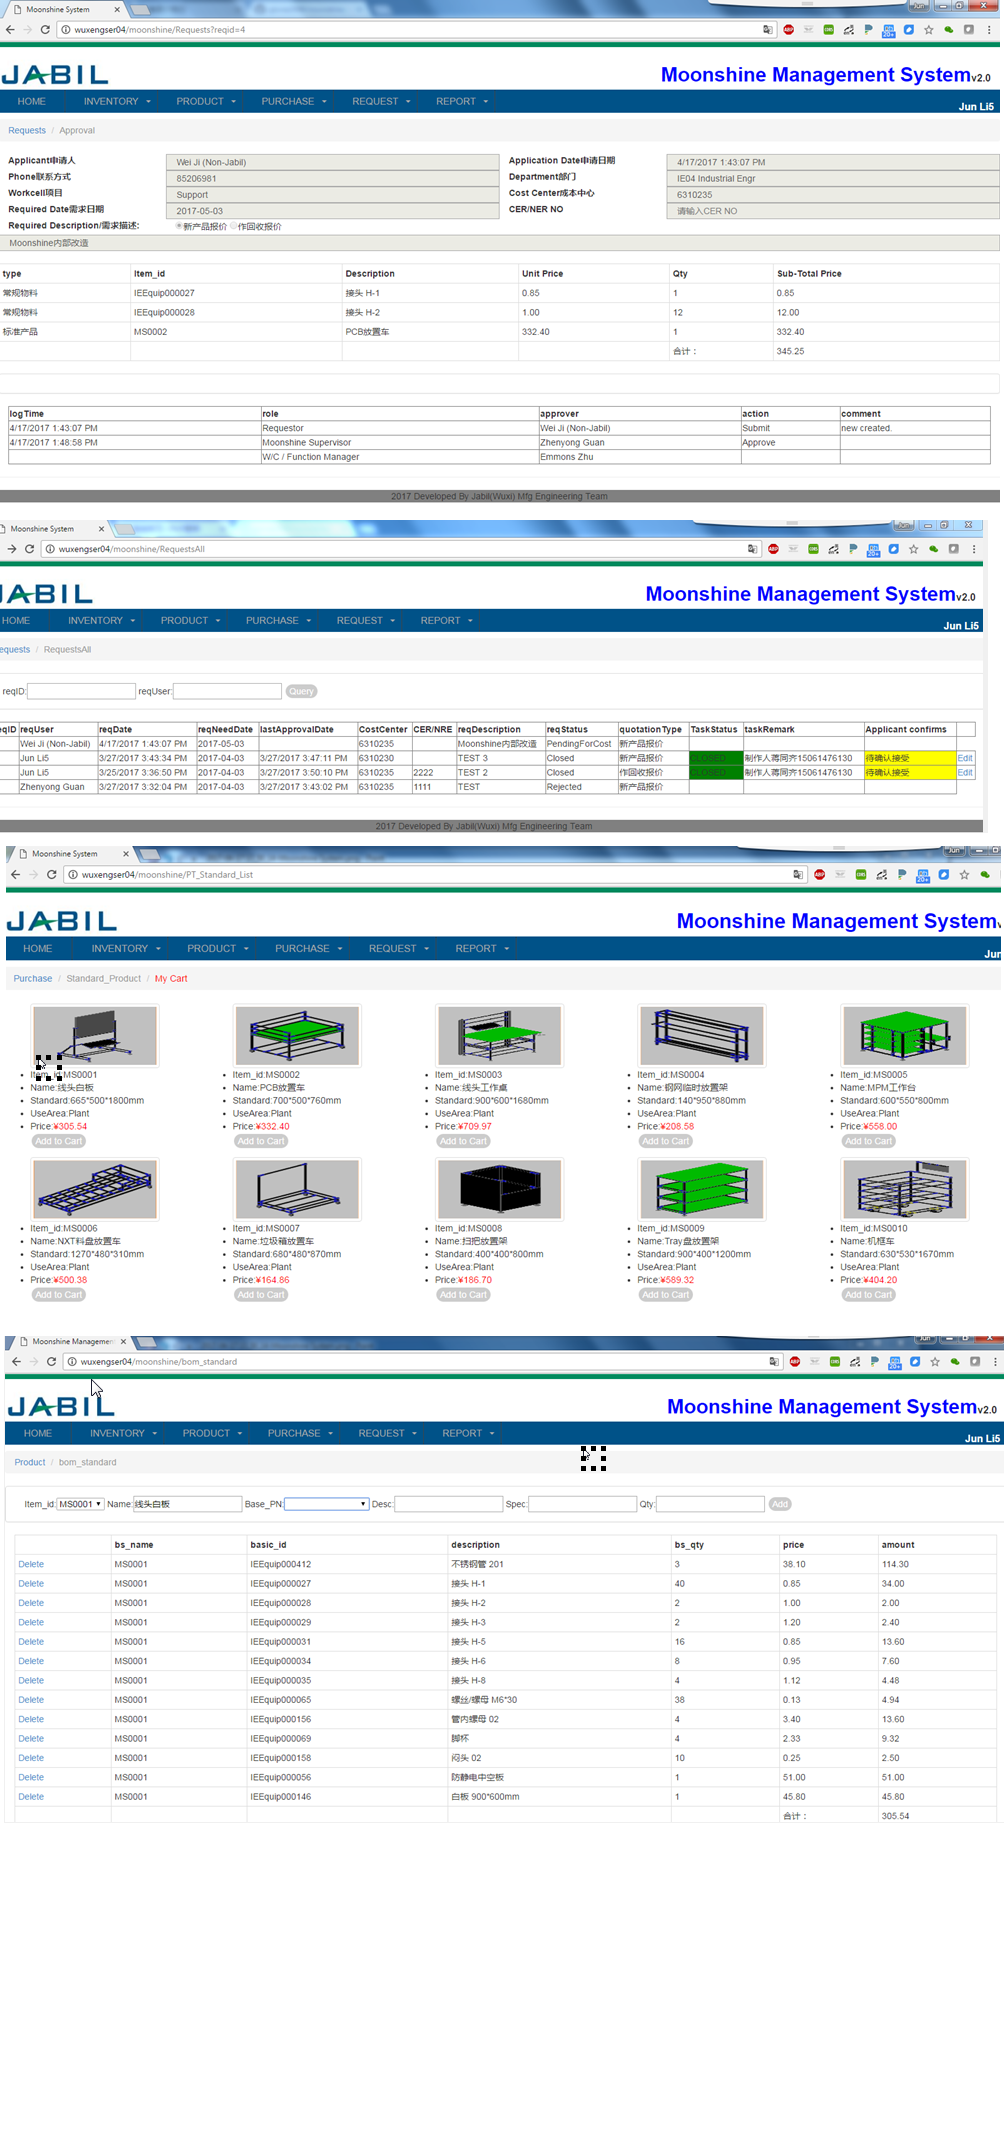 Moonshine System
wuxengser04/moonshine/Requests?reqid=4
JABIL
Moonshine Management Systemv2.0
HOME INVENTORY PRODUCT PURCHASE REQUEST REPORT
Jun Li5
Requests / Approval
Applicant申请人 Wei Ji (Non-Jabil) Application Date申请日期 4/17/2017 1:43:07 PM
Phone联系方式 85206981 Department部门 IE04 Industrial Engr
Workcell项目 Support Cost Center成本中心 6310235
Required Date需求日期 2017-05-03 CER/NER NO 请输入CER NO
Required Description/需求描述: 新产品报价 作回收报价
Moonshine内部改造
type Item_id Description Unit Price Qty Sub-Total Price
常规物料 IEEquip000027 接头 H-1 0.85 1 0.85
常规物料 IEEquip000028 接头 H-2 1.00 12 12.00
标准产品 MS0002 PCB放置车 332.40 1 332.40
合计： 345.25
logTime role approver action comment
4/17/2017 1:43:07 PM Requestor Wei Ji (Non-Jabil) Submit new created.
4/17/2017 1:48:58 PM Moonshine Supervisor Zhenyong Guan Approve
W/C / Function Manager Emmons Zhu
2017 Developed By Jabil(Wuxi) Mfg Engineering Team
Moonshine System
wuxengser04/moonshine/RequestsAll
JABIL
Moonshine Management Systemv2.0
HOME INVENTORY PRODUCT PURCHASE REQUEST REPORT
Jun Li5
equests / RequestsAll
reqID: reqUser: Query
eqID reqUser reqDate reqNeedDate lastApprovalDate CostCenter CER/NRE reqDescription reqStatus quotationType TaskStatus taskRemark Applicant confirms
Wei Ji (Non-Jabil) 4/17/2017 1:43:07 PM 2017-05-03 6310235 Moonshine内部改造 PendingForCost 新产品报价
Jun Li5 3/27/2017 3:43:34 PM 2017-04-03 3/27/2017 3:47:11 PM 6310230 TEST 3 Closed 新产品报价 CLOSED 制作人蒋同齐15061476130 待确认接受 Edit
Jun Li5 3/25/2017 3:36:50 PM 2017-04-03 3/27/2017 3:50:10 PM 6310235 2222 TEST 2 Closed 作回收报价 CLOSED 制作人蒋同齐15061476130 待确认接受 Edit
Zhenyong Guan 3/27/2017 3:32:04 PM 2017-04-03 3/27/2017 3:43:02 PM 6310235 1111 TEST Rejected 新产品报价
2017 Developed By Jabil(Wuxi) Mfg Engineering Team
Moonshine System
wuxengser04/moonshine/PT_Standard_List
JABIL
Moonshine Management Systemv
HOME INVENTORY PRODUCT PURCHASE REQUEST REPORT
Jun
Purchase / Standard_Product / My Cart
Item_id:MS0001 Item_id:MS0002 Item_id:MS0003 Item_id:MS0004 Item_id:MS0005
Name:线头白板 Name:PCB放置车 Name:线头工作桌 Name:钢网临时放置架 Name:MPM工作台
Standard:665*500*1800mm Standard:700*500*760mm Standard:900*600*1680mm Standard:140*950*880mm Standard:600*550*800mm
UseArea:Plant UseArea:Plant UseArea:Plant UseArea:Plant UseArea:Plant
Price:¥305.54 Price:¥332.40 Price:¥709.97 Price:¥208.58 Price:¥558.00
Add to Cart Add to Cart Add to Cart Add to Cart Add to Cart
Item_id:MS0006 Item_id:MS0007 Item_id:MS0008 Item_id:MS0009 Item_id:MS0010
Name:NXT料盘放置车 Name:垃圾箱放置车 Name:扫把放置架 Name:Tray盘放置架 Name:机框车
Standard:1270*480*310mm Standard:680*480*870mm Standard:400*400*800mm Standard:900*400*1200mm Standard:630*530*1670mm
UseArea:Plant UseArea:Plant UseArea:Plant UseArea:Plant UseArea:Plant
Price:¥500.38 Price:¥164.86 Price:¥186.70 Price:¥589.32 Price:¥404.20
Add to Cart Add to Cart Add to Cart Add to Cart Add to Cart
Moonshine Management
wuxengser04/moonshine/bom_standard
JABIL
Moonshine Management Systemv2.0
HOME INVENTORY PRODUCT PURCHASE REQUEST REPORT
Jun Li5
Product / bom_standard
Item_id: MS0001 Name: 线头白板 Base_PN: Desc: Spec: Qty: Add
bs_name basic_id description bs_qty price amount
Delete MS0001 IEEquip000412 不锈钢管 201 3 38.10 114.30
Delete MS0001 IEEquip000027 接头 H-1 40 0.85 34.00
Delete MS0001 IEEquip000028 接头 H-2 2 1.00 2.00
Delete MS0001 IEEquip000029 接头 H-3 2 1.20 2.40
Delete MS0001 IEEquip000031 接头 H-5 16 0.85 13.60
Delete MS0001 IEEquip000034 接头 H-6 8 0.95 7.60
Delete MS0001 IEEquip000035 接头 H-8 4 1.12 4.48
Delete MS0001 IEEquip000065 螺丝/螺母 M6*30 38 0.13 4.94
Delete MS0001 IEEquip000156 管内螺母 02 4 3.40 13.60
Delete MS0001 IEEquip000069 脚杯 4 2.33 9.32
Delete MS0001 IEEquip000158 闷头 02 10 0.25 2.50
Delete MS0001 IEEquip000056 防静电中空板 1 51.00 51.00
Delete MS0001 IEEquip000146 白板 900*600mm 1 45.80 45.80
合计： 305.54